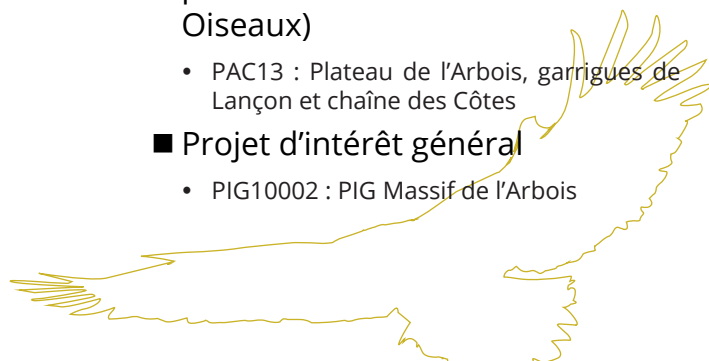 Oiseaux)
• PAC13 : Plateau de l’Arbois, garrigues de
Lançon et chaîne des Côtes
■ Projet d’intérêt général
• PIG10002 : PIG Massif de l’Arbois